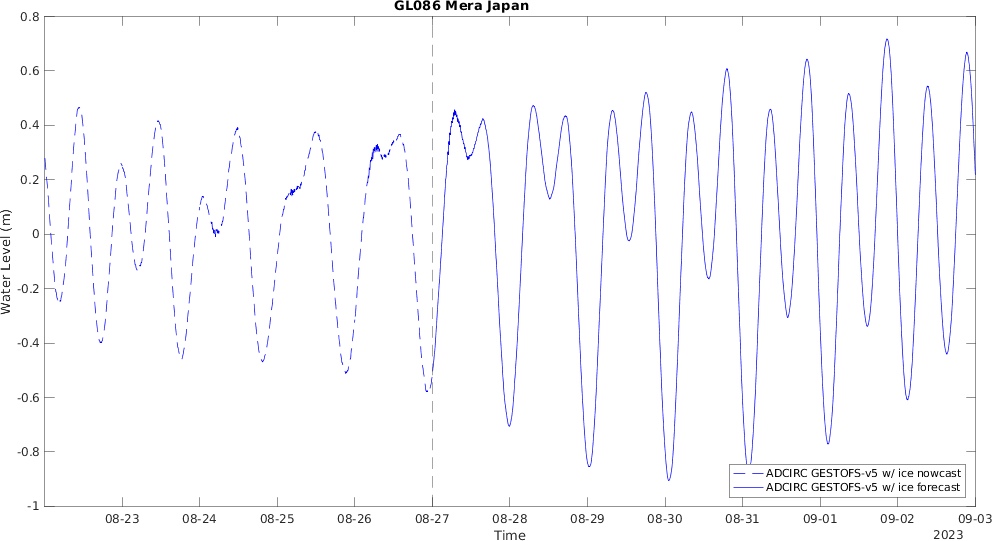 GL086 Mera Japan
0.8
0.6
0.4
0.2
0
-0.2
-0.4
-0.6
-0.8
-1
Water Level (m)
ADCIRC GESTOFS-v5 w/ ice nowcast
ADCIRC GESTOFS-v5 w/ ice forecast
08-23 08-24 08-25 08-26 08-27 08-28 08-29 08-30 08-31 09-01 09-02 09-03
Time
2023